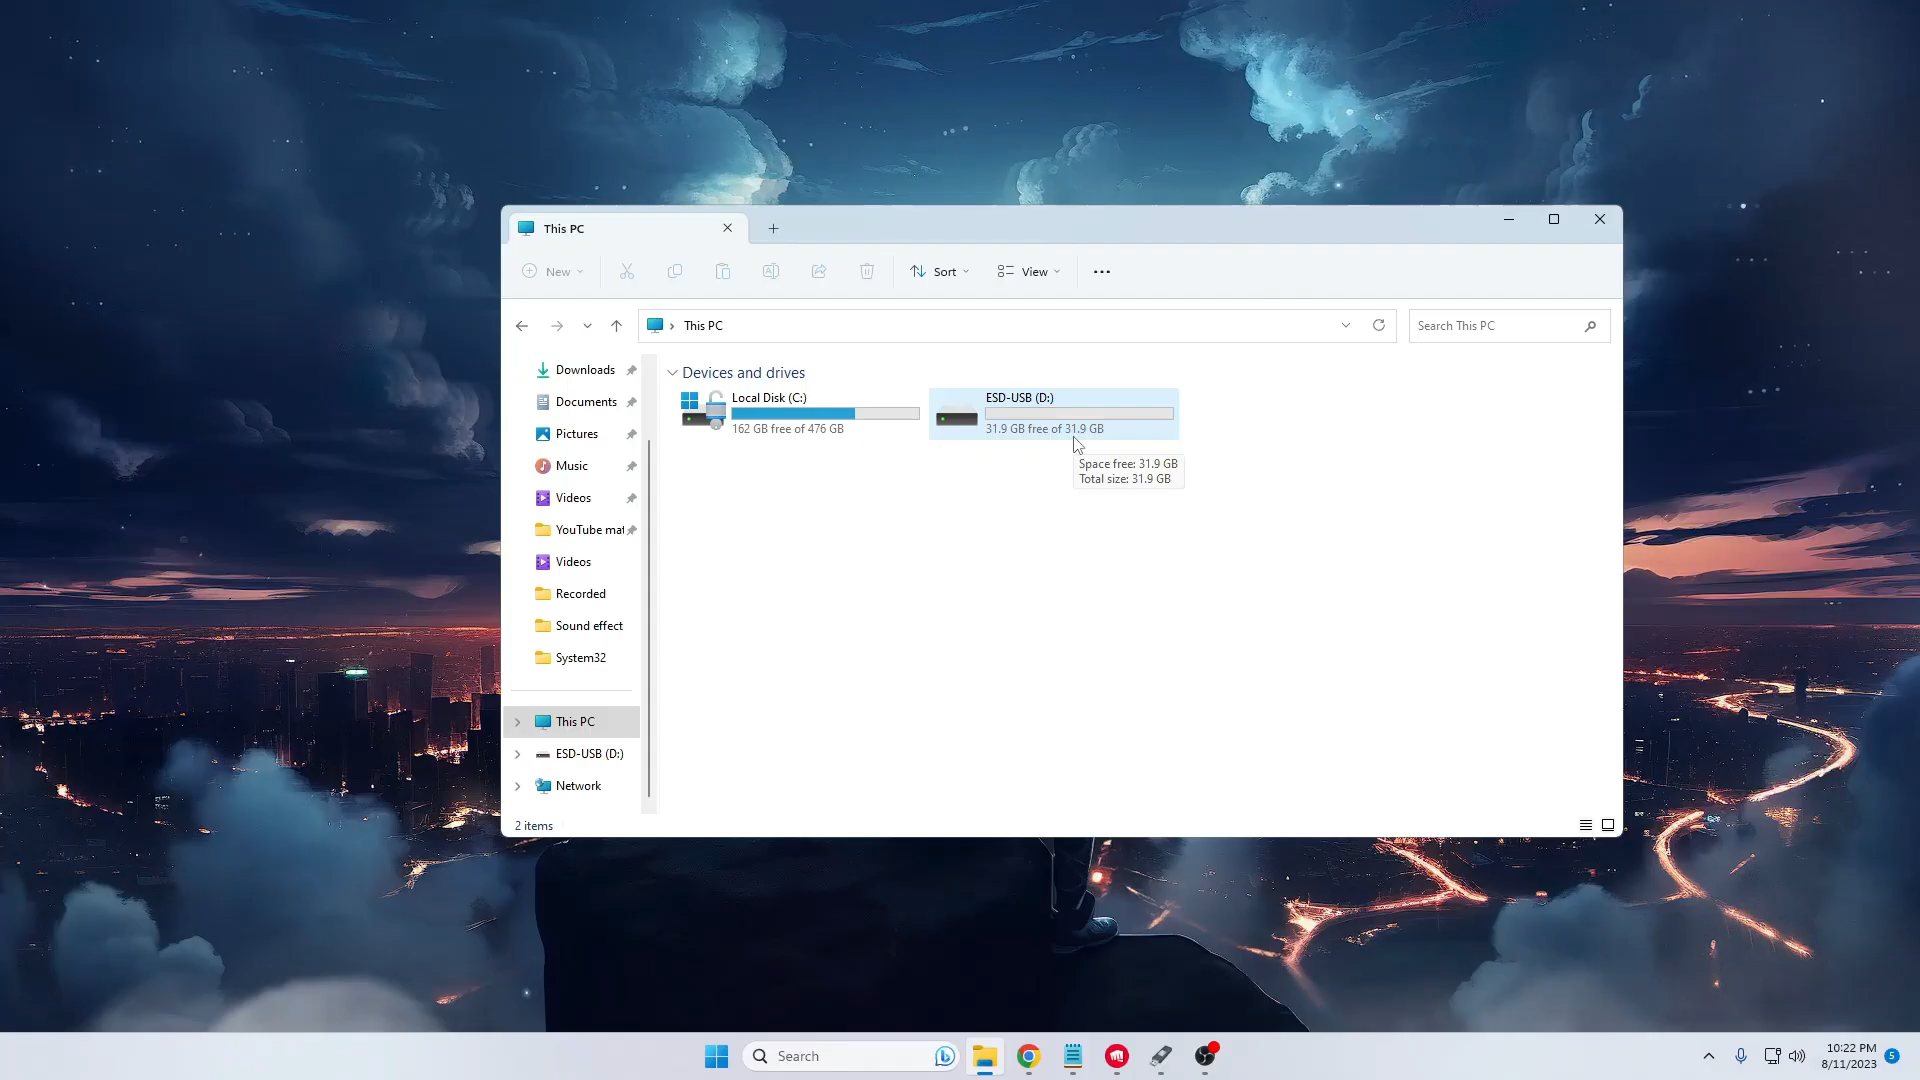 This PC
New
Sort
View
This PC
Search This PC
Downloads
Documents
Pictures
Music
Videos
YouTube mat
Videos
Recorded
Sound effect
System32
This PC
ESD-USB (D:)
Network
Devices and drives
Local Disk (C:)
162 GB free of 476 GB
ESD-USB (D:)
31.9 GB free of 31.9 GB
Space free: 31.9 GB
Total size: 31.9 GB
2 items
Search
10:22 PM
8/11/2023
5